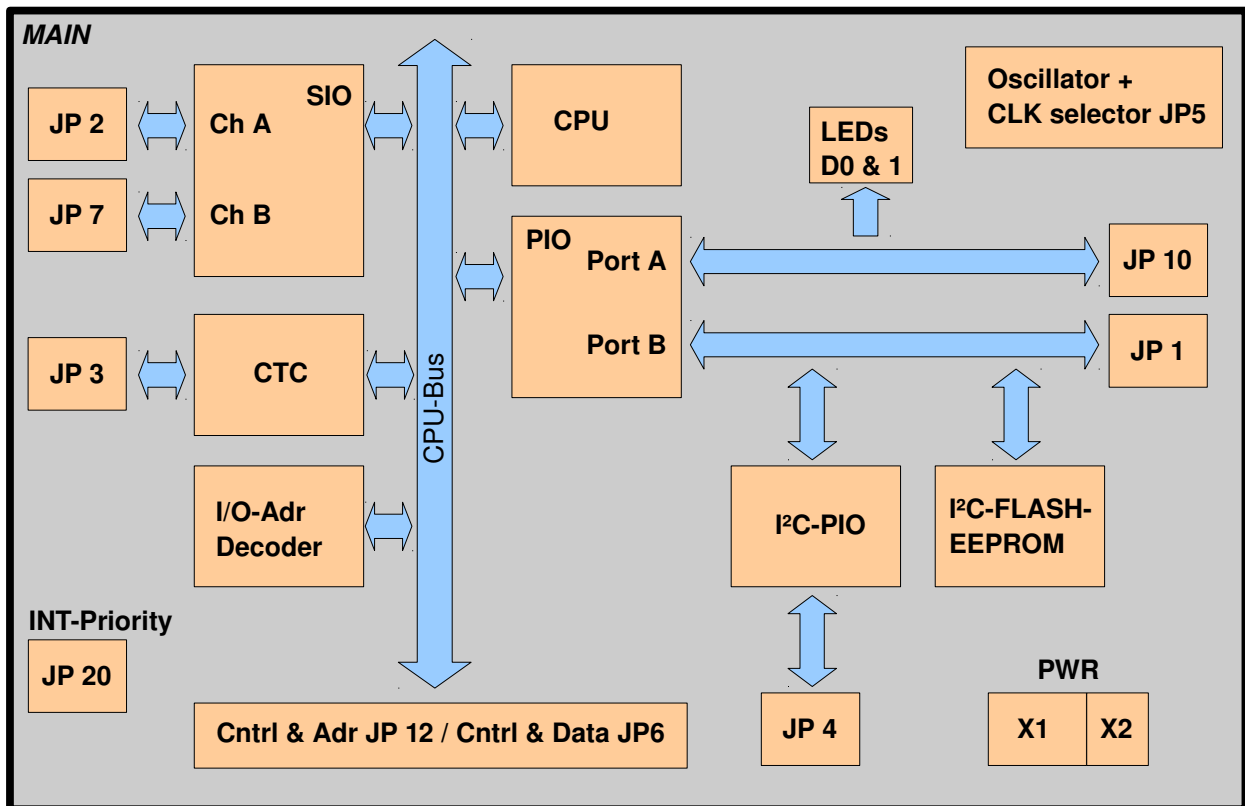 MAIN
SIO
JP 2
Ch A
JP 7
Ch B
CPU
Oscillator +
CLK selector JP5
LEDs
D0 & 1
PIO
Port A
JP 10
Port B
JP 1
JP 3
CTC
CPU-Bus
I/O-Adr
Decoder
I²C-PIO
I²C-FLASH-
EEPROM
INT-Priority
JP 20
Cntrl & Adr JP 12 / Cntrl & Data JP6
JP 4
PWR
X1
X2